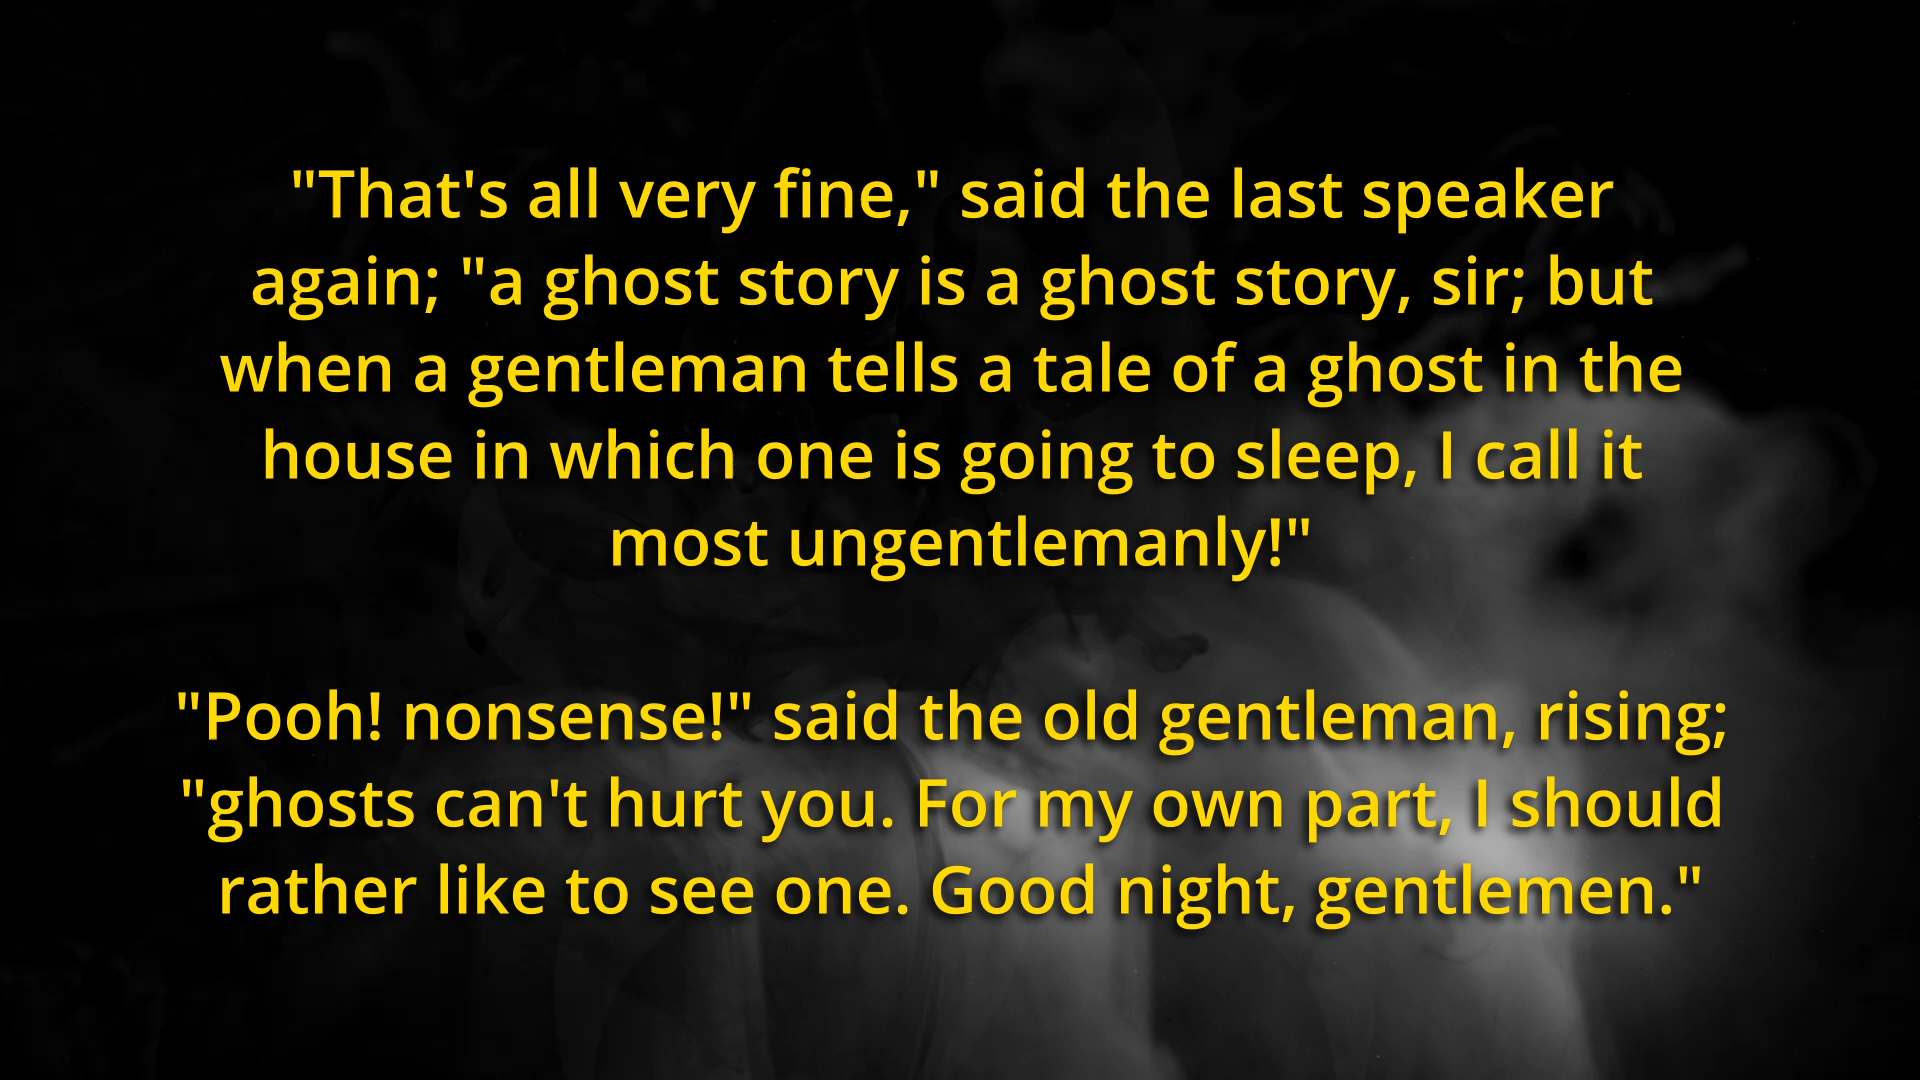 "That's all very fine," said the last speaker
again; "a ghost story is a ghost story, sir; but
when a gentleman tells a tale of a ghost in the
house in which one is going to sleep, I call it
most ungentlemanly!"
"Pooh! nonsense!" said the old gentleman, rising;
"ghosts can't hurt you. For my own part, I should
rather like to see one. Good night, gentlemen."